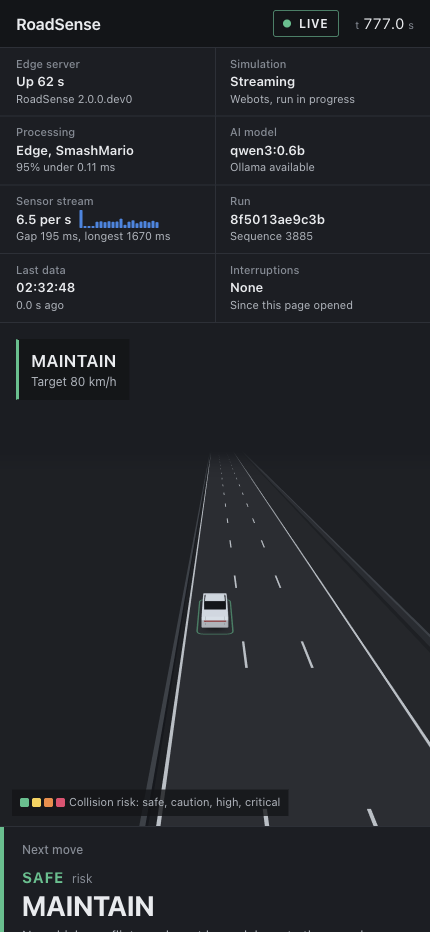 RoadSense
LIVE
t 777.0 s
Edge server
Up 62 s
RoadSense 2.0.0.dev0
Simulation
Streaming
Webots, run in progress
Processing
Edge, SmashMario
95% under 0.11 ms
AI model
qwen3:0.6b
Ollama available
Sensor stream
6.5 per s
Gap 195 ms, longest 1670 ms
Run
8f5013ae9c3b
Sequence 3885
Last data
02:32:48
0.0 s ago
Interruptions
None
Since this page opened
MAINTAIN
Target 80 km/h
Collision risk: safe, caution, high, critical
Next move
SAFE risk
MAINTAIN